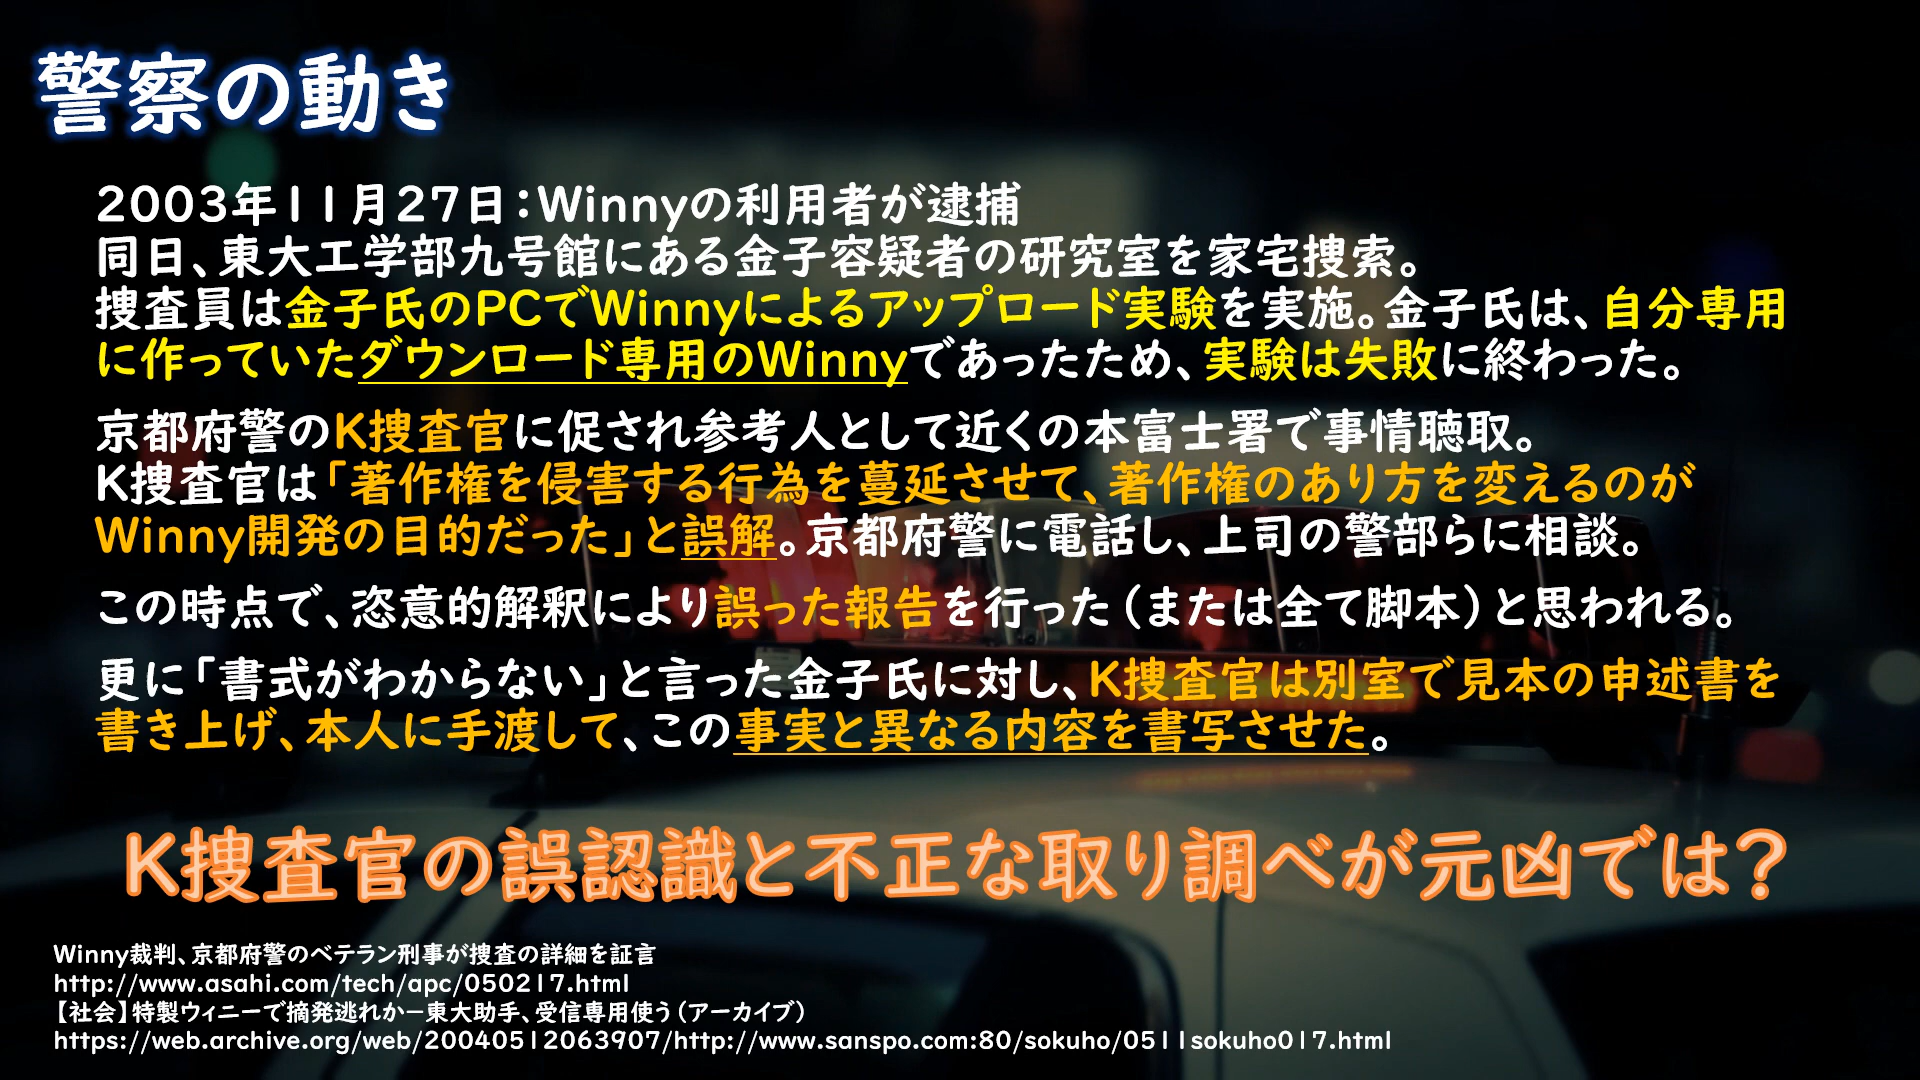 警察の動き
2003年11月27日：Winnyの利用者が逮捕
同日、東大工学部九号館にある金子容疑者の研究室を家宅捜索。
捜査員は金子氏のPCでWinnyによるアップロード実験を実施。金子氏は、自分専用
に作っていたダウンロード専用のWinnyであったため、実験は失敗に終わった。
京都府警のK捜査官に促され参考人として近くの本富士署で事情聴取。
K捜査官は「著作権を侵害する行為を蔓延させて、著作権のあり方を変えるのが
Winny開発の目的だった」と誤解。京都府警に電話し、上司の警部らに相談。
この時点で、恣意的解釈により誤った報告を行った（または全て脚本）と思われる。
更に「書式がわからない」と言った金子氏に対し、K捜査官は別室で見本の申述書を
書き上げ、本人に手渡して、この事実と異なる内容を書写させた。
K捜査官の誤認識と不正な取り調べが元凶では？
Winny裁判、京都府警のベテラン刑事が捜査の詳細を証言
http://www.asahi.com/tech/apc/050217.html
【社会】特製ウィニーで摘発逃れか－東大助手、受信専用使う（アーカイブ）
https://web.archive.org/web/20040512063907/http://www.sanspo.com:80/sokuho/0511sokuho017.html